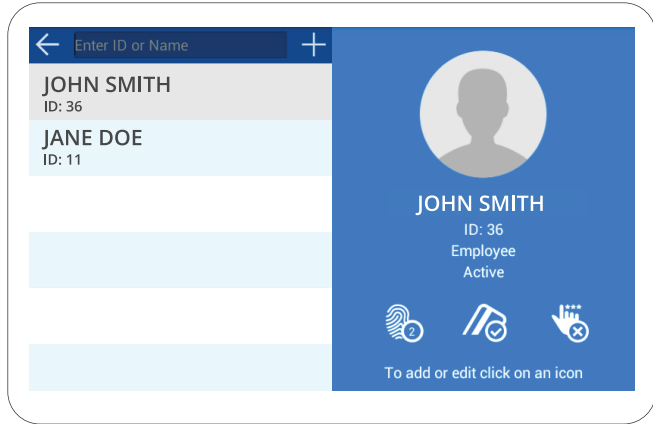 Enter ID or Name
JOHN SMITH
ID: 36
JANE DOE
ID: 11
JOHN SMITH
ID: 36
Employee
Active
2
To add or edit click on an icon